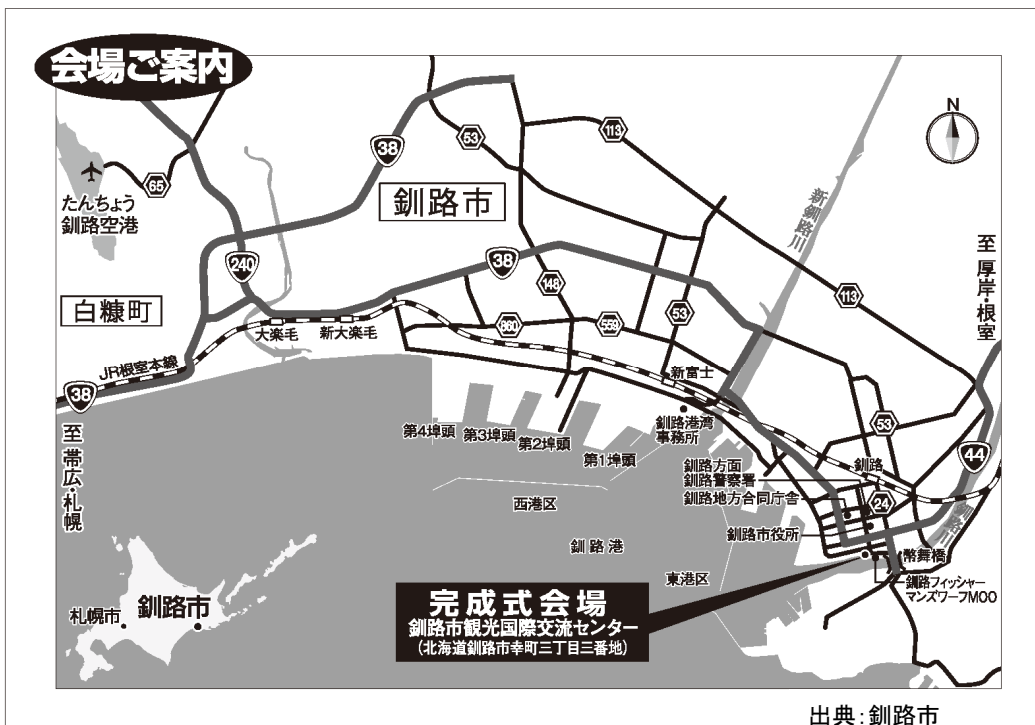 会場ご案内
N
53
113
38
65
たんちょう
釧路空港
釧路市
新釧路川
至 厚岸・根室
240
38
148
113
白糠町
大楽毛
新大楽毛
860
559
53
JR根室本線
新富士
38
至 帯広・札幌
釧路港湾
事務所
53
第4埠頭
第3埠頭
第2埠頭
第1埠頭
44
釧路方面
釧路警察署
釧路
釧路地方合同庁舎
24
西港区
釧路市役所
釧路川
釧路港
幣舞橋
東港区
釧路フィッシャー
マンズワーフMOO
完成式会場
釧路市観光国際交流センター
(北海道釧路市幸町三丁目三番地)
札幌市
釧路市
出典:釧路市